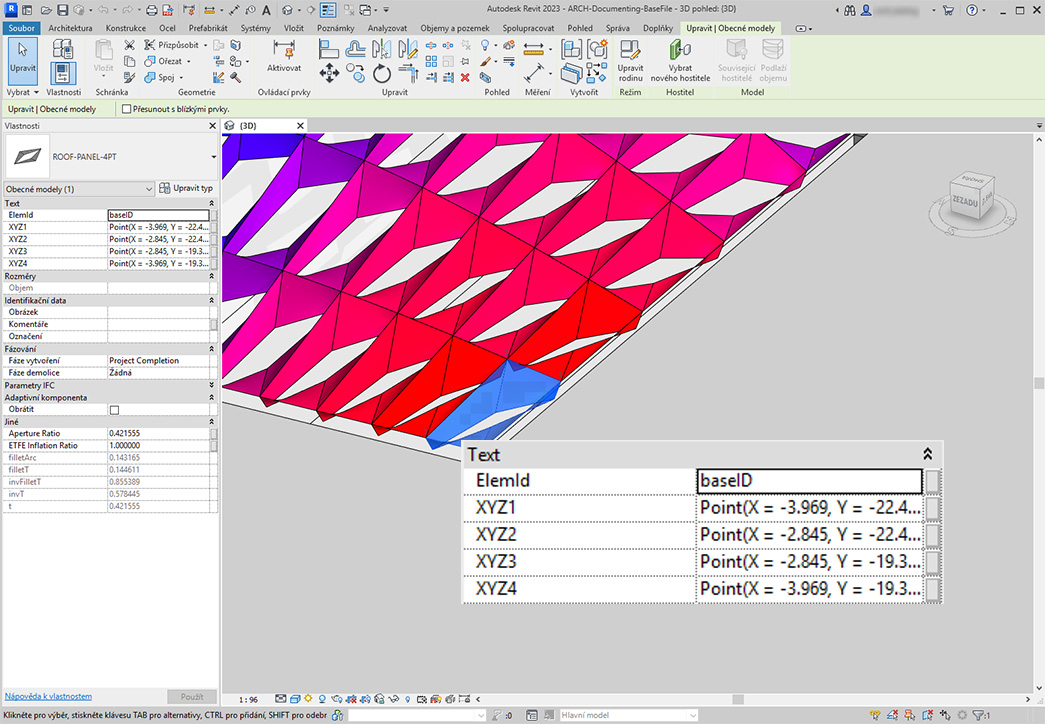 Autodesk Revit 2023 - ARCH-Documenting-BaseFile - 3D pohled: {3D}
Soubor Architektura Konstrukce Ocel Prefabrikát Systémy Vložit Poznámky Analyzovat Objemy a pozemek Spolupracovat Pohled Správa Doplňky Upravit | Obecné modely
Upravit
Vložit
Přizpůsobit
Ořezat
Spoj
Aktivovat
Upravit rodinu
Vybrat nového hostitele
Související hostitelé
Podlaží objemu
Vybrat Vlastnosti Schránka Geometrie Ovládací prvky Upravit Pohled Měření Vytvořit Režim Hostitel Model
Upravit | Obecné modely
Přesunout s blízkými prvky.
Vlastnosti
{3D}
ROOF-PANEL-4PT
Obecné modely (1)
Upravit typ
Text
ElemId baseID
XYZ1 Point(X = -3.969, Y = -22.4...
XYZ2 Point(X = -2.845, Y = -22.4...
XYZ3 Point(X = -2.845, Y = -19.3...
XYZ4 Point(X = -3.969, Y = -19.3...
Rozměry
Objem
Identifikační data
Obrázek
Komentáře
Označení
Fázování
Fáze vytvoření Project Completion
Fáze demolice Žádná
Parametry IFC
Adaptivní komponenta
Obrátit
Jiné
Aperture Ratio 0.421555
ETFE Inflation Ratio 1.000000
filletArc 0.143165
filletT 0.144611
invFilletT 0.855389
invT 0.578445
t 0.421555
ZEZADU
Text
ElemId baseID
XYZ1 Point(X = -3.969, Y = -22.4...
XYZ2 Point(X = -2.845, Y = -22.4...
XYZ3 Point(X = -2.845, Y = -19.3...
XYZ4 Point(X = -3.969, Y = -19.3...
Nápověda k vlastnostem
Použít
1 : 96
Klikněte pro výběr, stiskněte klávesu TAB pro alternativy, CTRL pro přidání, SHIFT pro odebr
:0
Hlavní model
:1